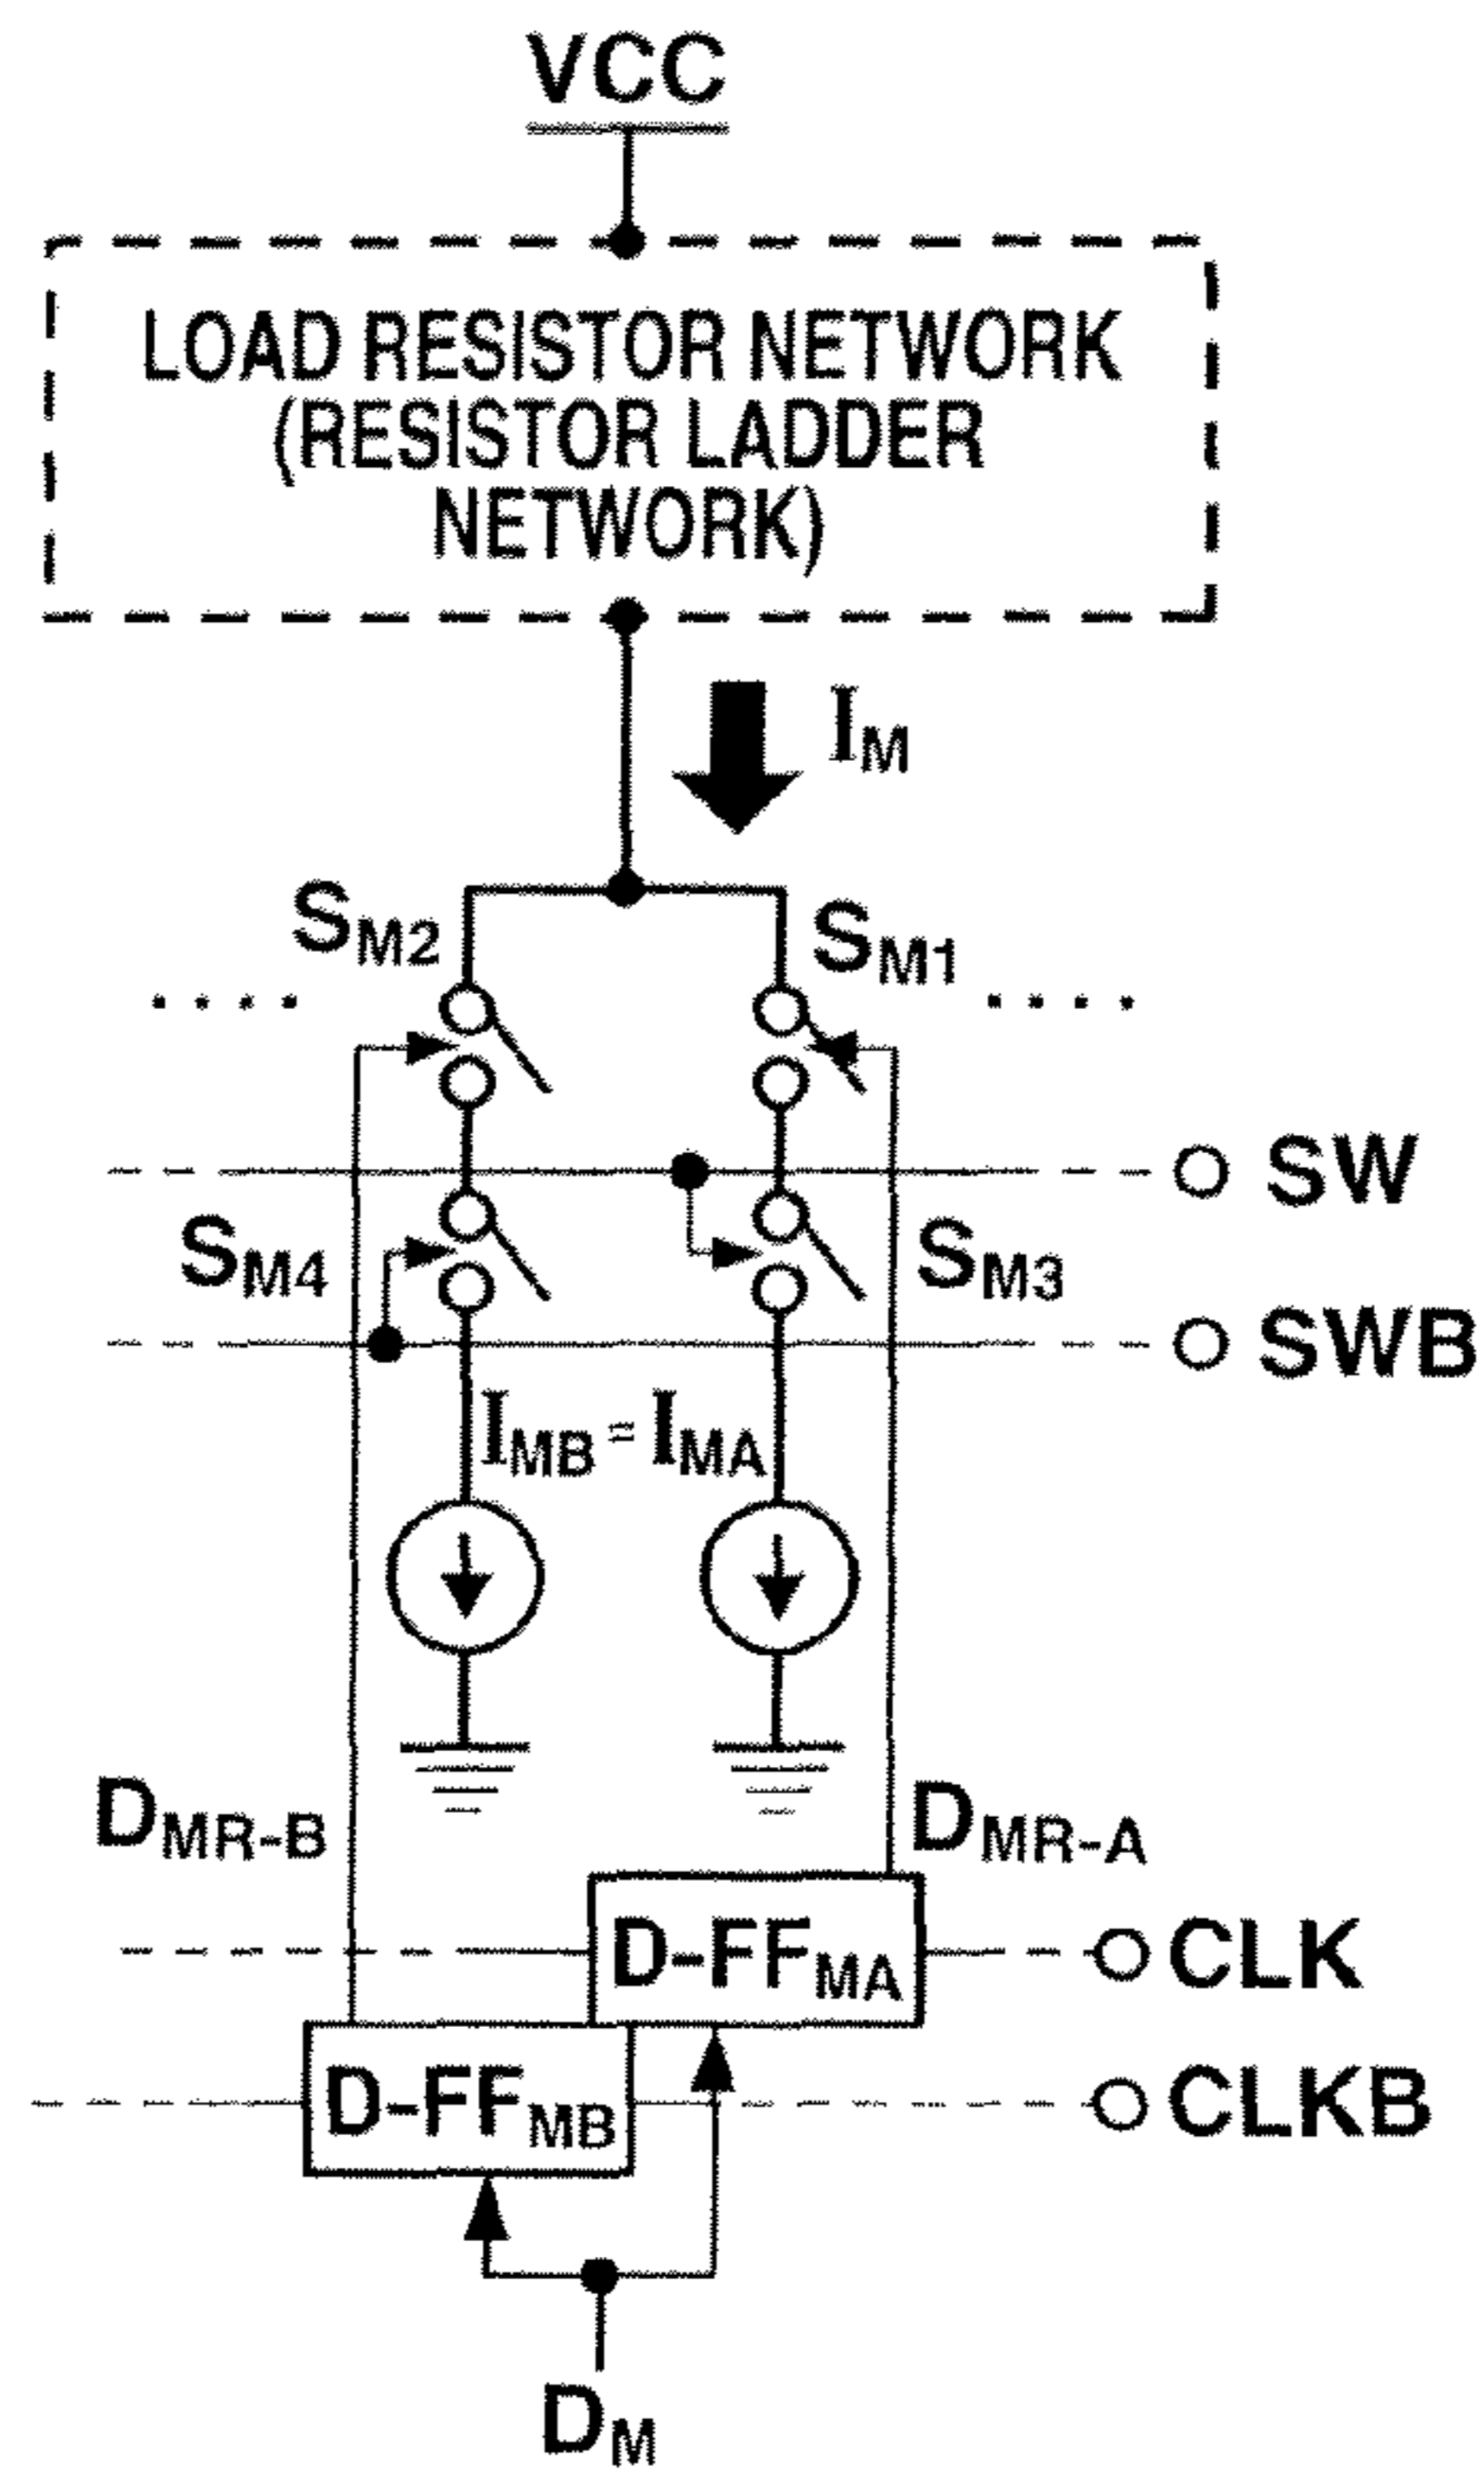 VCC
LOAD RESISTOR NETWORK
(RESISTOR LADDER
NETWORK)
IM
SM2
SM1
SW
SM4
SM3
SWB
IMB = IMA
DMR-B
DMR-A
D-FFMA
CLK
D-FFMB
CLKB
DM